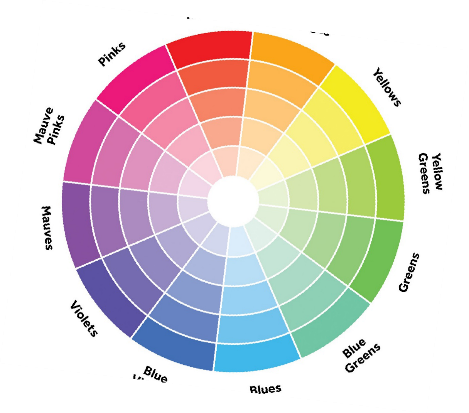 Pinks
Yellows
Mauve
Pinks
Yellow
Greens
Mauves
Greens
Violets
Blue
Greens
Blue
Blues